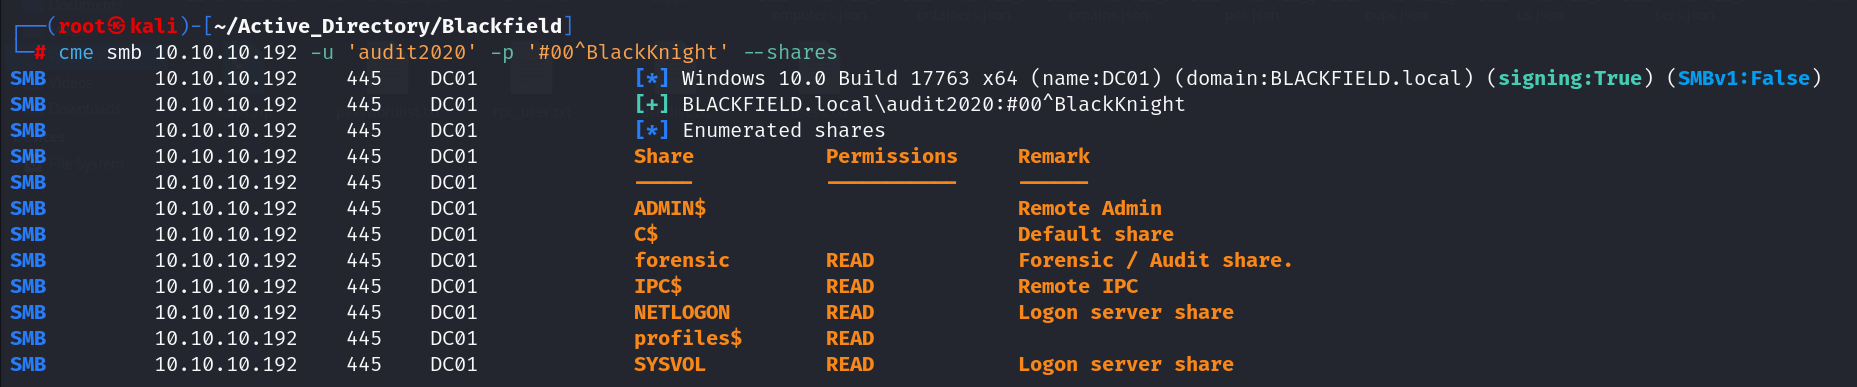 ┌──(root㉿kali)-[~/Active_Directory/Blackfield]
└─# cme smb 10.10.10.192 -u 'audit2020' -p '#00^BlackKnight' --shares
SMB         10.10.10.192    445    DC01             [*] Windows 10.0 Build 17763 x64 (name:DC01) (domain:BLACKFIELD.local) (signing:True) (SMBv1:False)
SMB         10.10.10.192    445    DC01             [+] BLACKFIELD.local\audit2020:#00^BlackKnight
SMB         10.10.10.192    445    DC01             [*] Enumerated shares
SMB         10.10.10.192    445    DC01             Share           Permissions     Remark
SMB         10.10.10.192    445    DC01             -----           -----------     ------
SMB         10.10.10.192    445    DC01             ADMIN$                          Remote Admin
SMB         10.10.10.192    445    DC01             C$                              Default share
SMB         10.10.10.192    445    DC01             forensic        READ            Forensic / Audit share.
SMB         10.10.10.192    445    DC01             IPC$            READ            Remote IPC
SMB         10.10.10.192    445    DC01             NETLOGON        READ            Logon server share
SMB         10.10.10.192    445    DC01             profiles$       READ
SMB         10.10.10.192    445    DC01             SYSVOL          READ            Logon server share